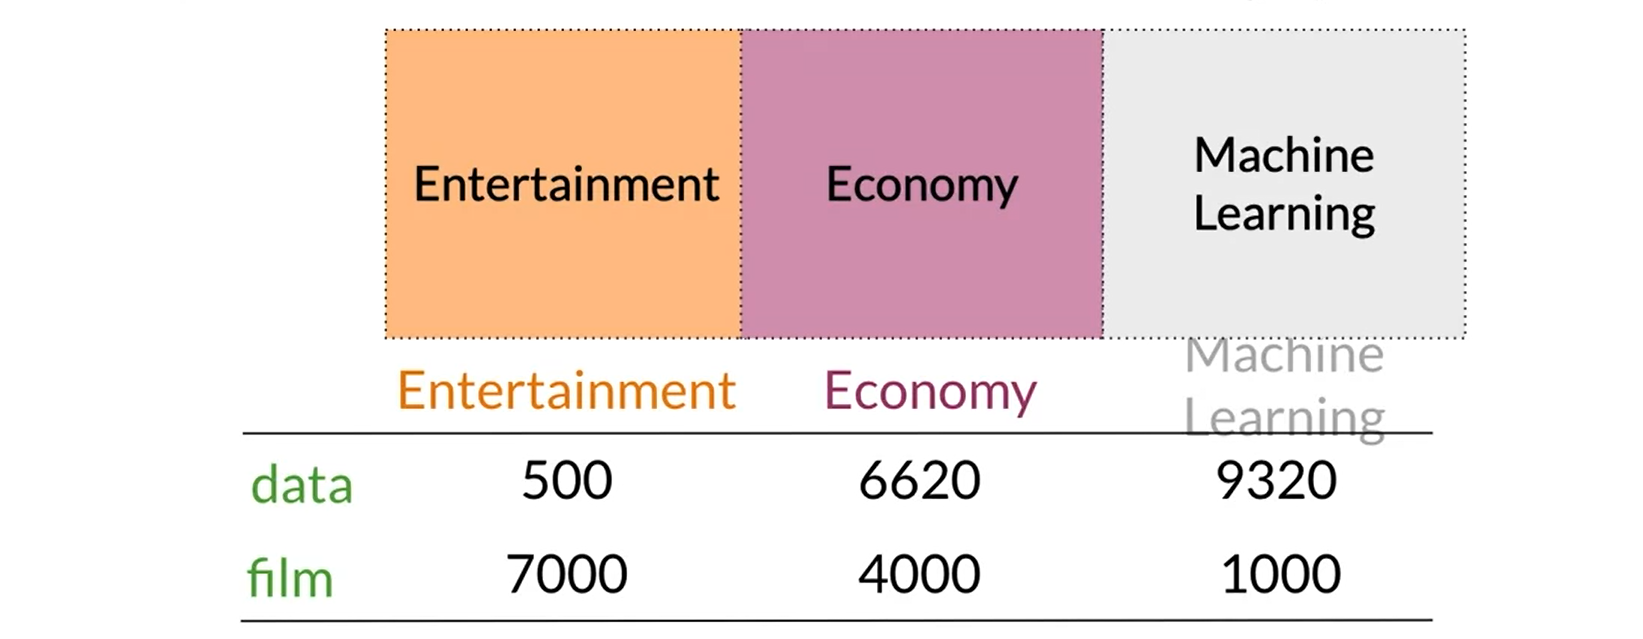 Entertainment
Economy
Machine
Learning
Entertainment Economy Machine
Learning
data 500 6620 9320
film 7000 4000 1000